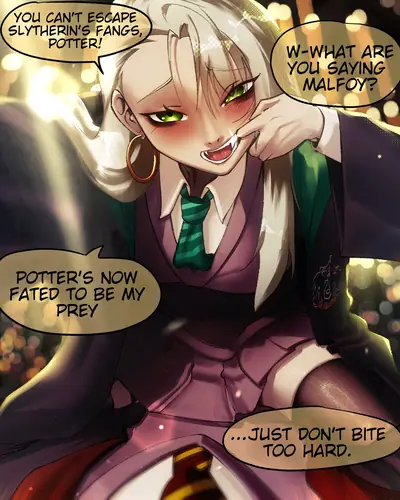 YOU CAN'T ESCAPE
SLYTHERIN'S FANGS,
POTTER!
W-WHAT ARE
YOU SAYING
MALFOY?
POTTER'S NOW
FATED TO BE MY
PREY
...JUST DON'T BITE
TOO HARD.